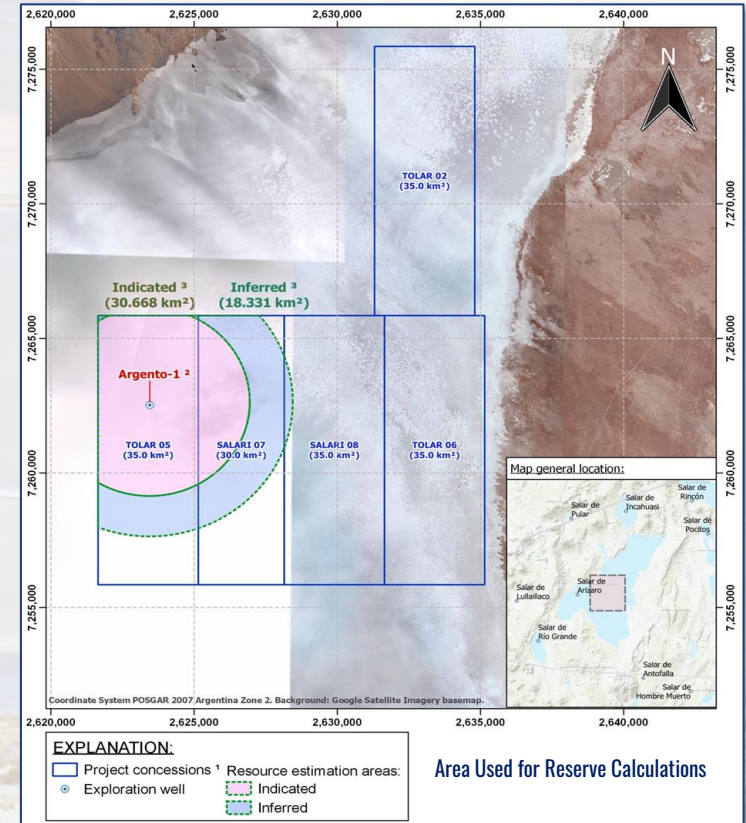 2,620,000 2,625,000 2,630,000 2,635,000 2,640,000
7,275,000 7,275,000
N
TOLAR 02
(35.0 km²)
7,270,000 7,270,000
Indicated ³ Inferred ³
(30.668 km²) (18.331 km²)
7,265,000 7,265,000
Argento-1 ²
TOLAR 05 SALARI 07 SALARI 08 TOLAR 06
(35.0 km²) (30.0 km²) (35.0 km²) (35.0 km²)
7,260,000 7,260,000
Map general location:
Salar de
Rincón
Salar de
Incahuasi
Salar de
Pular
Salar de
Pocitos
Salar de
Arizaro
Salar de
Lullaillaco
Salar de
Río Grande
Salar de
Antofalla
Salar de
Hombre Muerto
7,255,000 7,255,000
Coordinate System POSGAR 2007 Argentina Zone 2. Background: Google Satellite Imagery basemap.
2,620,000 2,625,000 2,630,000 2,635,000 2,640,000
EXPLANATION:
Project concessions ¹ Resource estimation areas:
Exploration well Indicated
Inferred
Area Used for Reserve Calculations